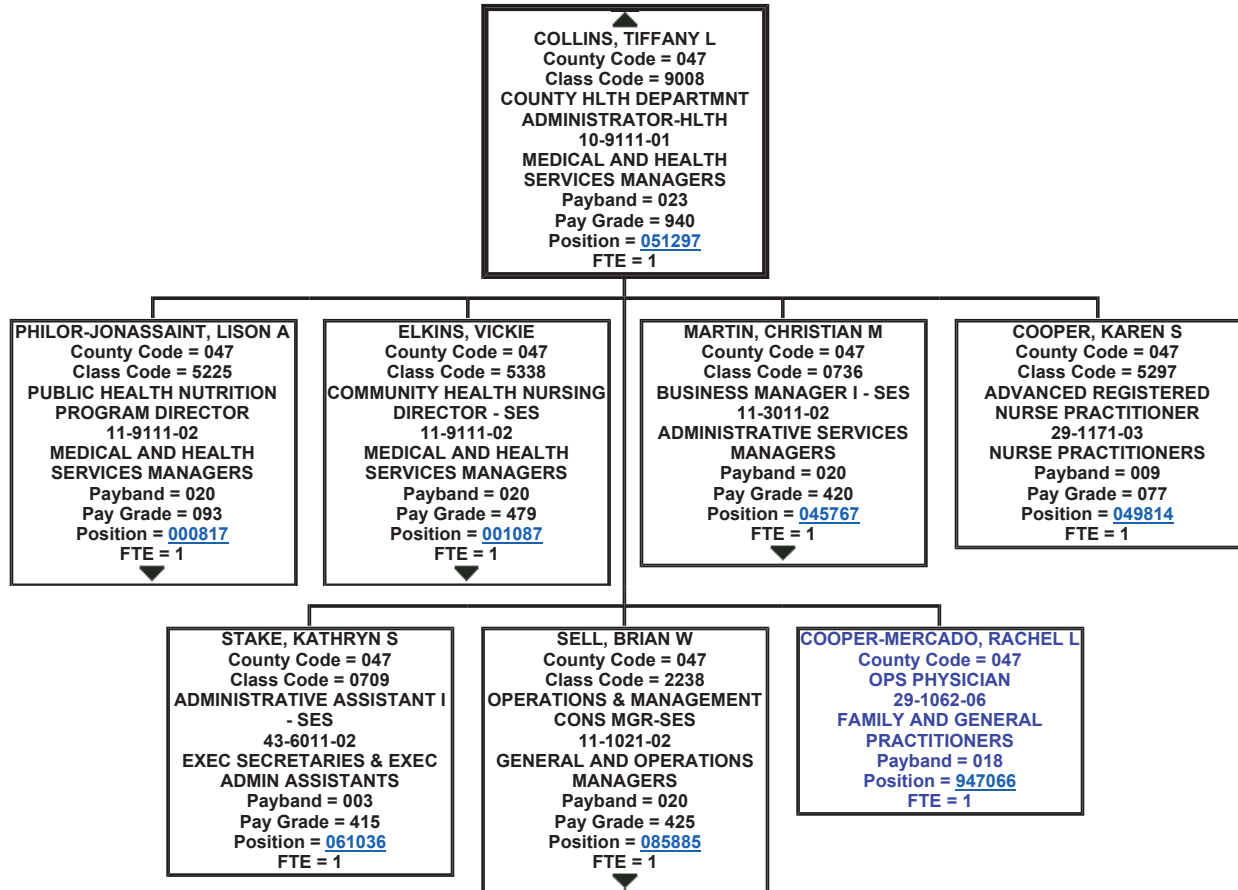 COLLINS, TIFFANY L
County Code = 047
Class Code = 9008
COUNTY HLTH DEPARTMNT
ADMINISTRATOR-HLTH
10-9111-01
MEDICAL AND HEALTH
SERVICES MANAGERS
Payband = 023
Pay Grade = 940
Position = 051297
FTE = 1
PHILOR-JONASSAINT, LISON A
County Code = 047
Class Code = 5225
PUBLIC HEALTH NUTRITION
PROGRAM DIRECTOR
11-9111-02
MEDICAL AND HEALTH
SERVICES MANAGERS
Payband = 020
Pay Grade = 093
Position = 000817
FTE = 1
ELKINS, VICKIE
County Code = 047
Class Code = 5338
COMMUNITY HEALTH NURSING
DIRECTOR - SES
11-9111-02
MEDICAL AND HEALTH
SERVICES MANAGERS
Payband = 020
Pay Grade = 479
Position = 001087
FTE = 1
MARTIN, CHRISTIAN M
County Code = 047
Class Code = 0736
BUSINESS MANAGER I - SES
11-3011-02
ADMINISTRATIVE SERVICES
MANAGERS
Payband = 020
Pay Grade = 420
Position = 045767
FTE = 1
COOPER, KAREN S
County Code = 047
Class Code = 5297
ADVANCED REGISTERED
NURSE PRACTITIONER
29-1171-03
NURSE PRACTITIONERS
Payband = 009
Pay Grade = 077
Position = 049814
FTE = 1
STAKE, KATHRYN S
County Code = 047
Class Code = 0709
ADMINISTRATIVE ASSISTANT I
- SES
43-6011-02
EXEC SECRETARIES & EXEC
ADMIN ASSISTANTS
Payband = 003
Pay Grade = 415
Position = 061036
FTE = 1
SELL, BRIAN W
County Code = 047
Class Code = 2238
OPERATIONS & MANAGEMENT
CONS MGR-SES
11-1021-02
GENERAL AND OPERATIONS
MANAGERS
Payband = 020
Pay Grade = 425
Position = 085885
FTE = 1
COOPER-MERCADO, RACHEL L
County Code = 047
OPS PHYSICIAN
29-1062-06
FAMILY AND GENERAL
PRACTITIONERS
Payband = 018
Position = 947066
FTE = 1